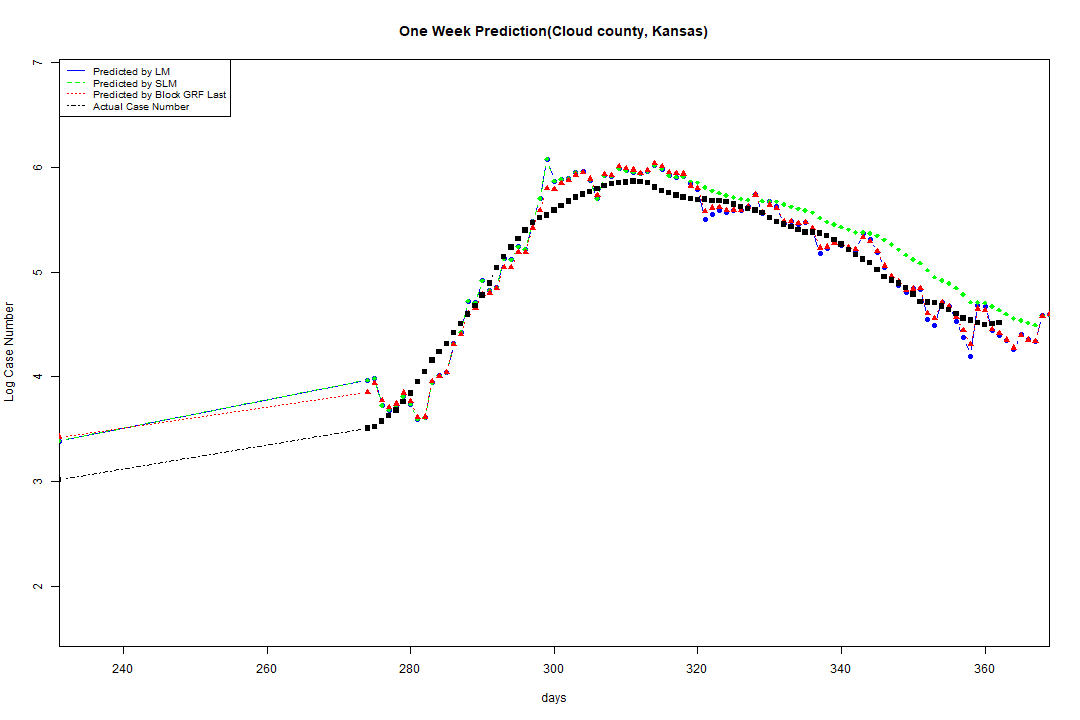 One Week Prediction(Cloud county, Kansas)
Predicted by LM
Predicted by SLM
Predicted by Block GRF Last
Actual Case Number
7
6
5
4
3
2
Log Case Number
240 260 280 300 320 340 360
days